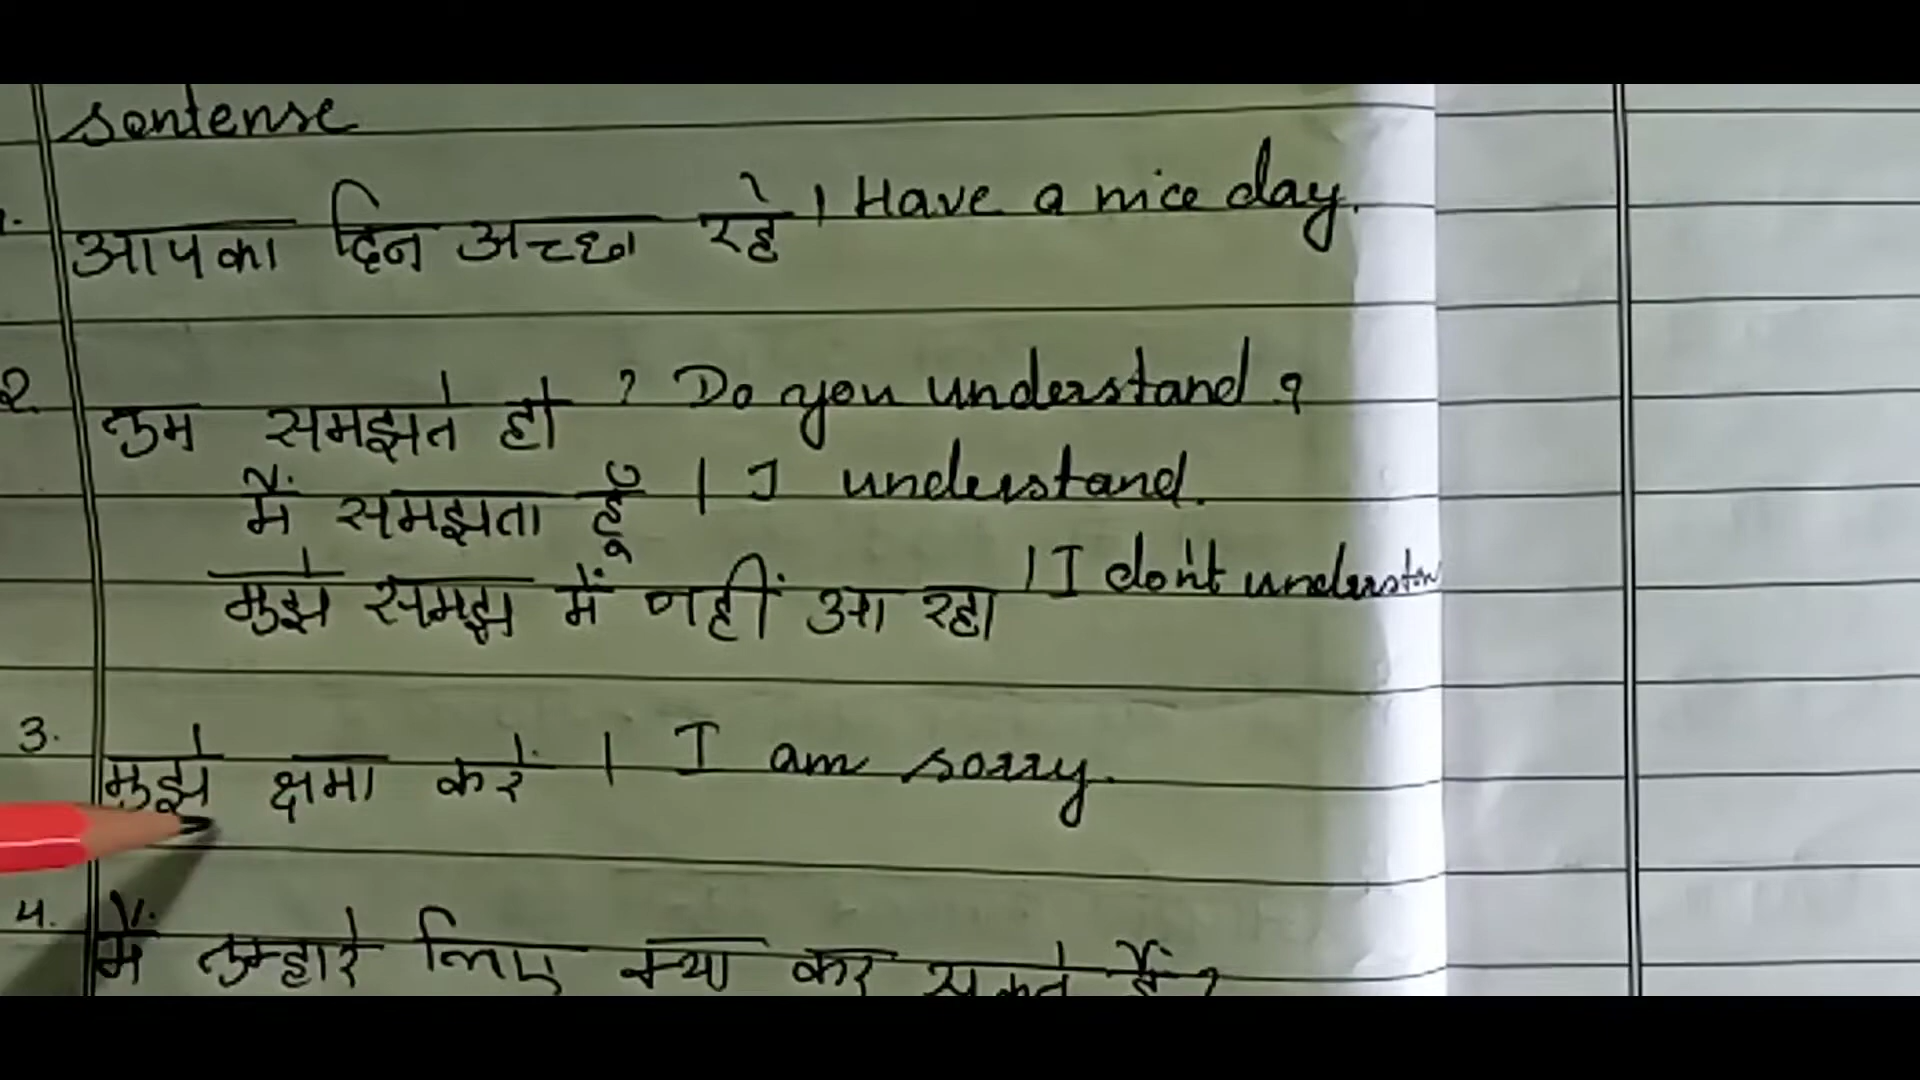 sentense
1. आपका दिन अच्छा रहे । Have a nice day.
2. तुम समझते हो ? Do you understand ?
मैं समझता हूँ । I understand.
मुझे समझ में नहीं आ रहा । I don't
3. मुझे क्षमा करें । I am sorry.
4. मैं तुम्हारे लिए क्या कर सकते हैं ?